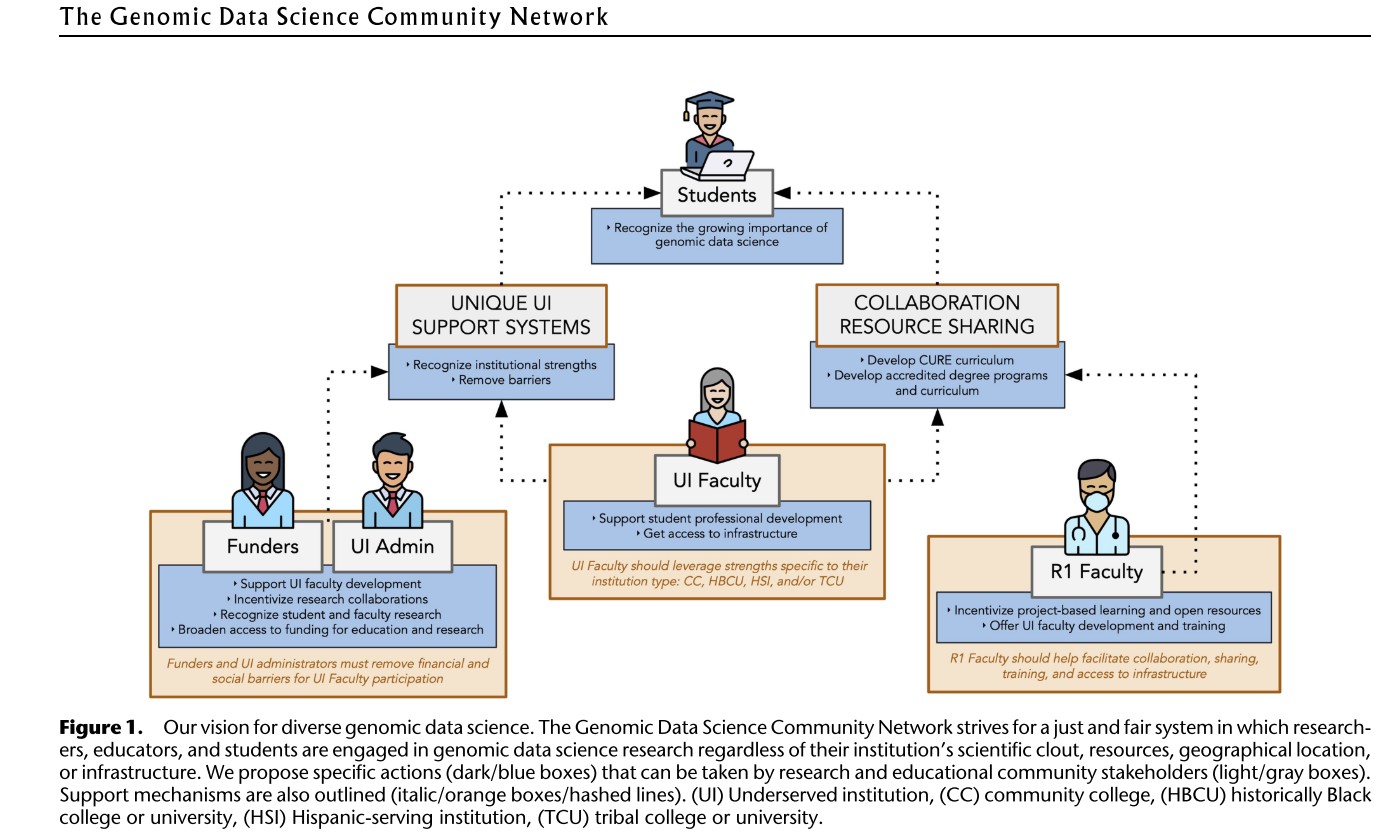 The Genomic Data Science Community Network
Students
‣ Recognize the growing importance of
genomic data science
UNIQUE UI
SUPPORT SYSTEMS
‣ Recognize institutional strengths
‣ Remove barriers
COLLABORATION
RESOURCE SHARING
‣ Develop CURE curriculum
‣ Develop accredited degree programs
and curriculum
Funders
UI Admin
‣ Support UI faculty development
‣ Incentivize research collaborations
‣ Recognize student and faculty research
‣ Broaden access to funding for education and research
Funders and UI administrators must remove financial and
social barriers for UI Faculty participation
UI Faculty
‣ Support student professional development
‣ Get access to infrastructure
UI Faculty should leverage strengths specific to their
institution type: CC, HBCU, HSI, and/or TCU
R1 Faculty
‣ Incentivize project-based learning and open resources
‣ Offer UI faculty development and training
R1 Faculty should help facilitate collaboration, sharing,
training, and access to infrastructure
Figure 1. Our vision for diverse genomic data science. The Genomic Data Science Community Network strives for a just and fair system in which research-
ers, educators, and students are engaged in genomic data science research regardless of their institution's scientific clout, resources, geographical location,
or infrastructure. We propose specific actions (dark/blue boxes) that can be taken by research and educational community stakeholders (light/gray boxes).
Support mechanisms are also outlined (italic/orange boxes/hashed lines). (UI) Underserved institution, (CC) community college, (HBCU) historically Black
college or university, (HSI) Hispanic-serving institution, (TCU) tribal college or university.